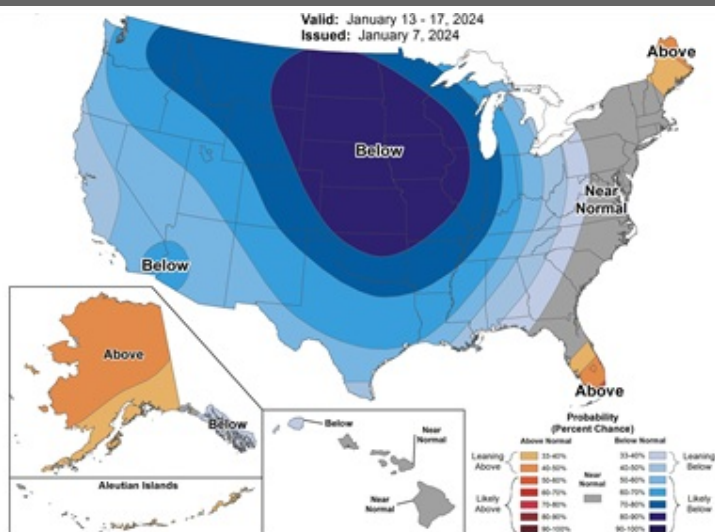 Valid: January 13 - 17, 2024
Issued: January 7, 2024
Above
Below
Near
Normal
Below
Above
Above
Below
Aleutian Islands
Below
Near
Normal
Near
Normal
Probability
(Percent Chance)
Above Normal
Below Normal
Leaning
Above
33-40%
40-50%
50-60%
60-70%
70-80%
80-90%
90-100%
Likely
Above
Near
Normal
33-40%
40-50%
50-60%
60-70%
70-80%
80-90%
90-100%
Leaning
Below
Likely
Below